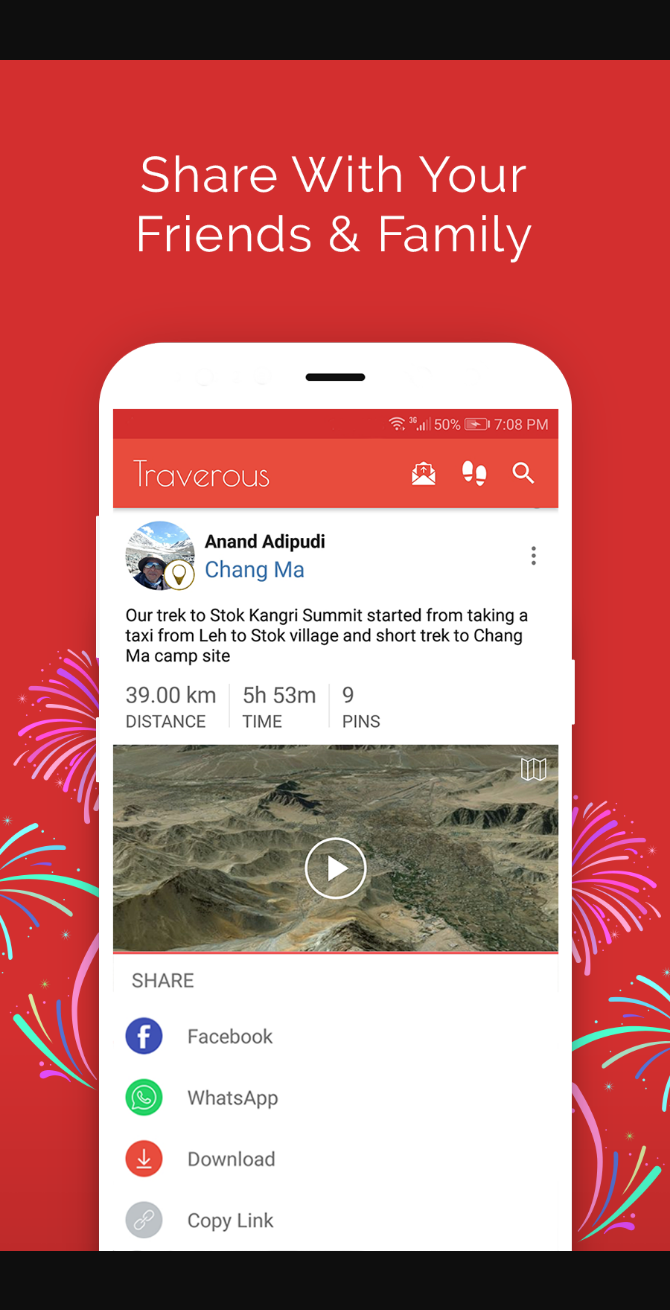 Share With Your
Friends & Family
3G 50% 7:08 PM
Traverous
Anand Adipudi
Chang Ma
Our trek to Stok Kangri Summit started from taking a
taxi from Leh to Stok village and short trek to Chang
Ma camp site
39.00 km 5h 53m 9
DISTANCE TIME PINS
SHARE
Facebook
WhatsApp
Download
Copy Link